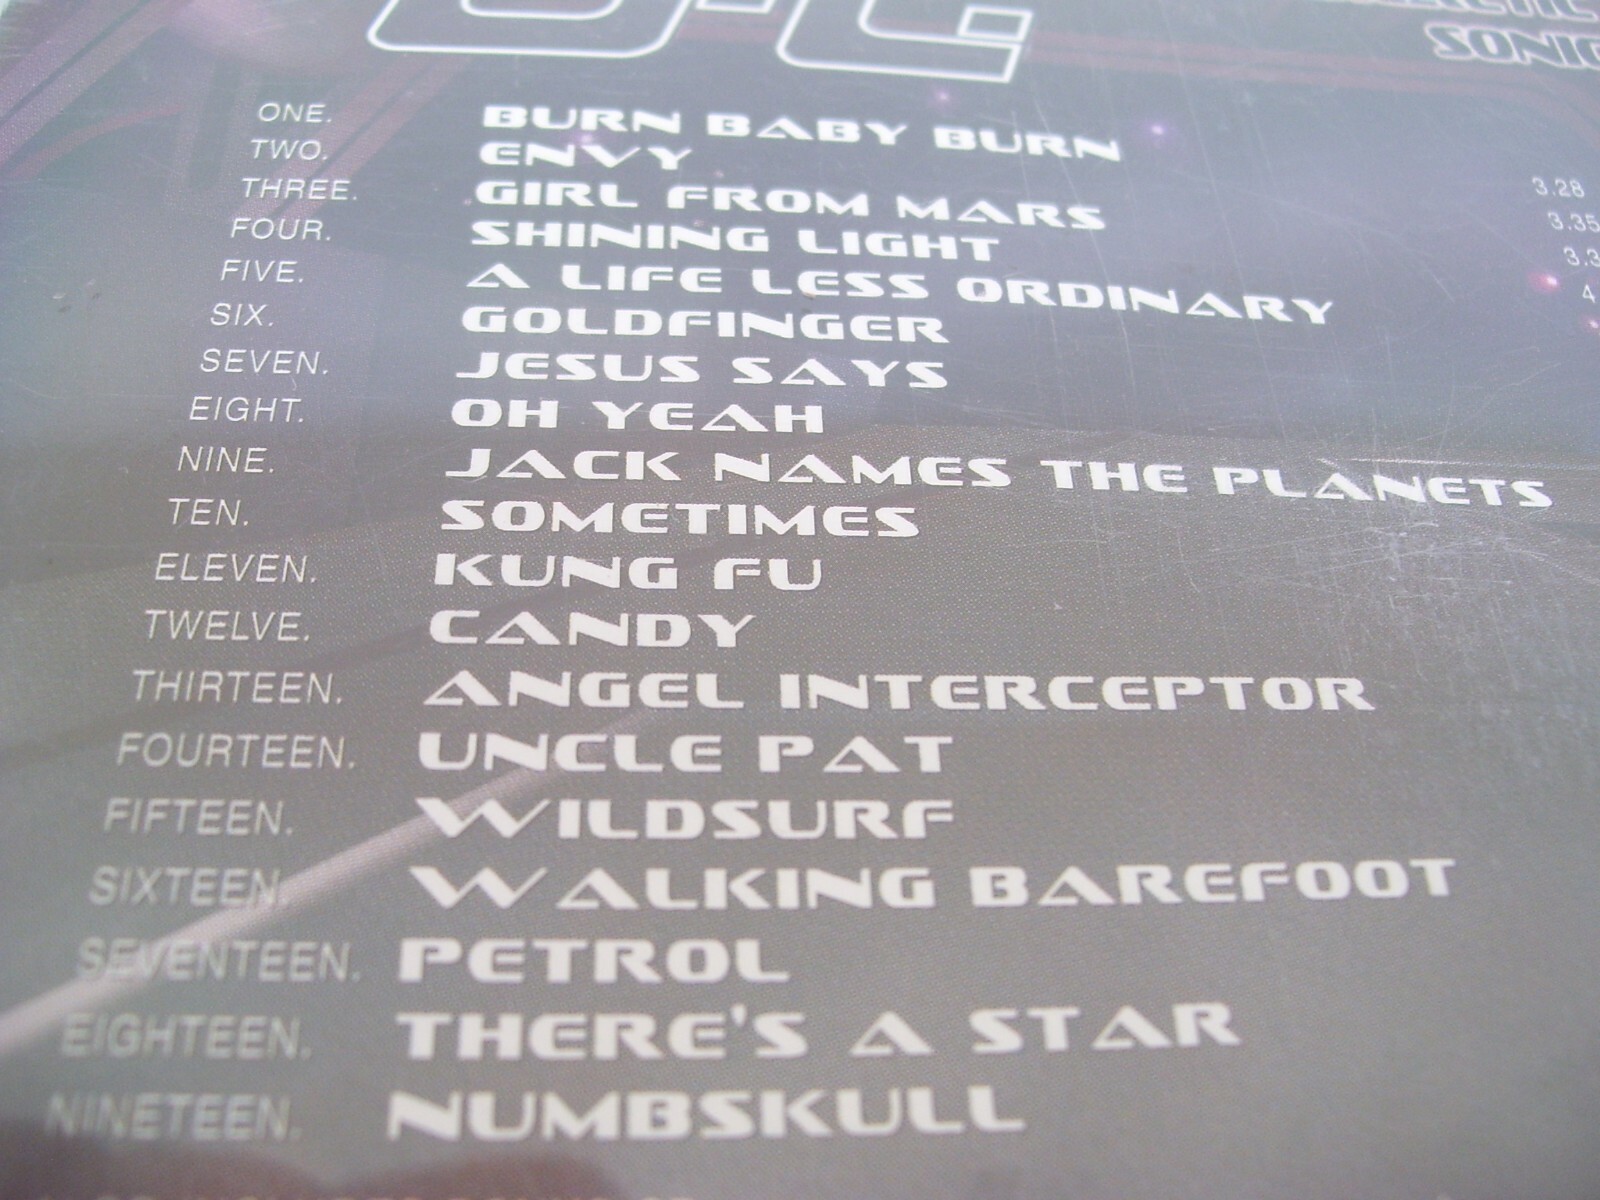 SONIC
ONE. BURN BABY BURN
TWO. ENVY 3.28
THREE. GIRL FROM MARS 3.35
FOUR. SHINING LIGHT
FIVE. A LIFE LESS ORDINARY
SIX. GOLDFINGER
SEVEN. JESUS SAYS
EIGHT. OH YEAH
NINE. JACK NAMES THE PLANETS
TEN. SOMETIMES
ELEVEN. KUNG FU
TWELVE. CANDY
THIRTEEN. ANGEL INTERCEPTOR
FOURTEEN. UNCLE PAT
FIFTEEN. WILDSURF
SIXTEEN. WALKING BAREFOOT
SEVENTEEN. PETROL
EIGHTEEN. THERE'S A STAR
NINETEEN. NUMBSKULL